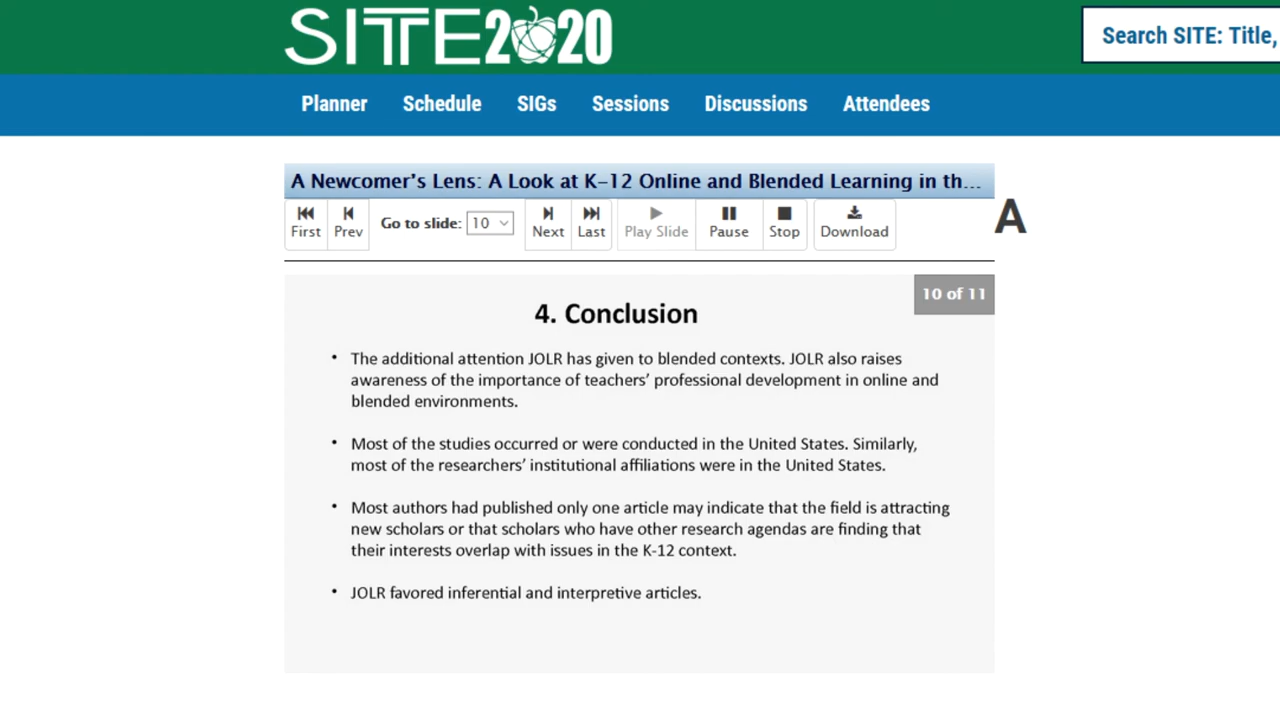 SITE2020
Search SITE: Title,
Planner Schedule SIGs Sessions Discussions Attendees
A Newcomer's Lens: A Look at K-12 Online and Blended Learning in th...
First Prev Go to slide: 10 Next Last Play Slide Pause Stop Download
A
10 of 11
4. Conclusion
• The additional attention JOLR has given to blended contexts. JOLR also raises
awareness of the importance of teachers’ professional development in online and
blended environments.
• Most of the studies occurred or were conducted in the United States. Similarly,
most of the researchers’ institutional affiliations were in the United States.
• Most authors had published only one article may indicate that the field is attracting
new scholars or that scholars who have other research agendas are finding that
their interests overlap with issues in the K-12 context.
• JOLR favored inferential and interpretive articles.